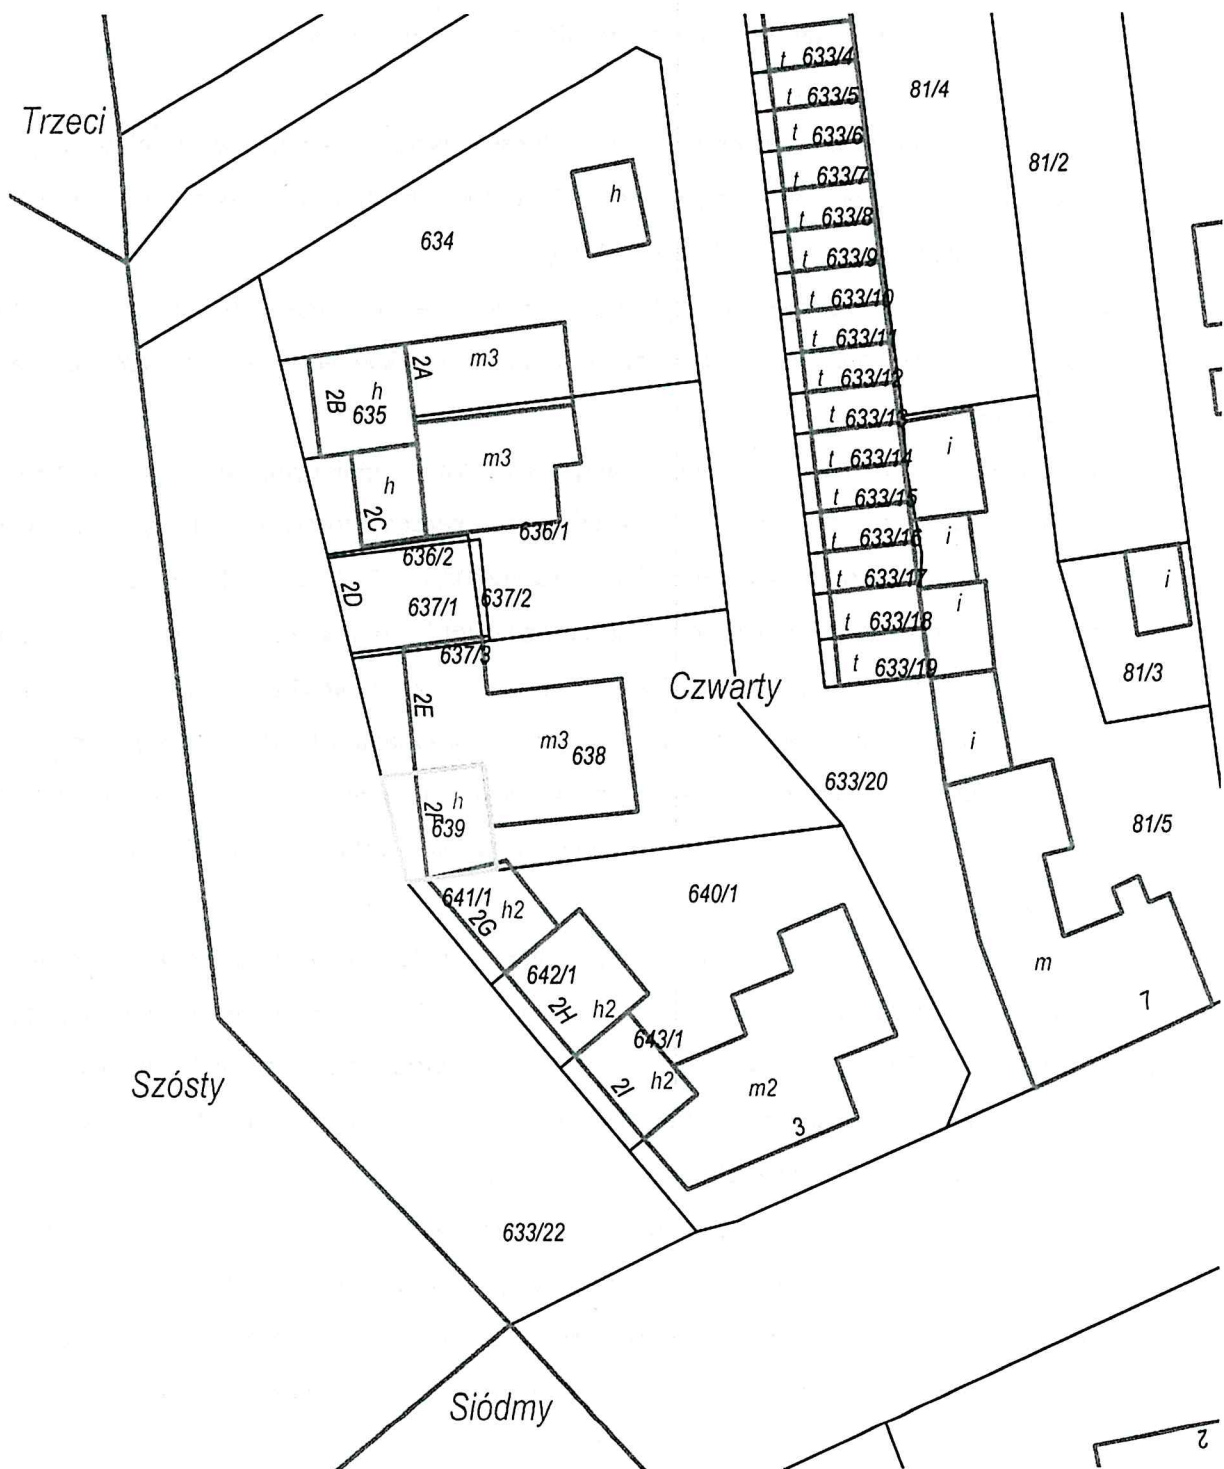 t 633/4
t 633/5
81/4
Trzeci
t 633/6
81/2
t 633/7
h
t 633/8
634
t 633/9
t 633/10
t 633/11
2A
m3
t 633/12
h
2B
635
t 633/13
i
m3
t 633/14
h
t 633/15
2C
636/1
t 633/16
i
636/2
t 633/17
i
2D
637/1
637/2
i
t 633/18
637/3
t 633/19
81/3
Czwarty
2E
m3
638
i
633/20
h
2F
639
81/5
641/1
h2
2G
640/1
642/1
m
2H
h2
7
643/1
h2
2I
m2
Szósty
3
633/22
Siódmy
2